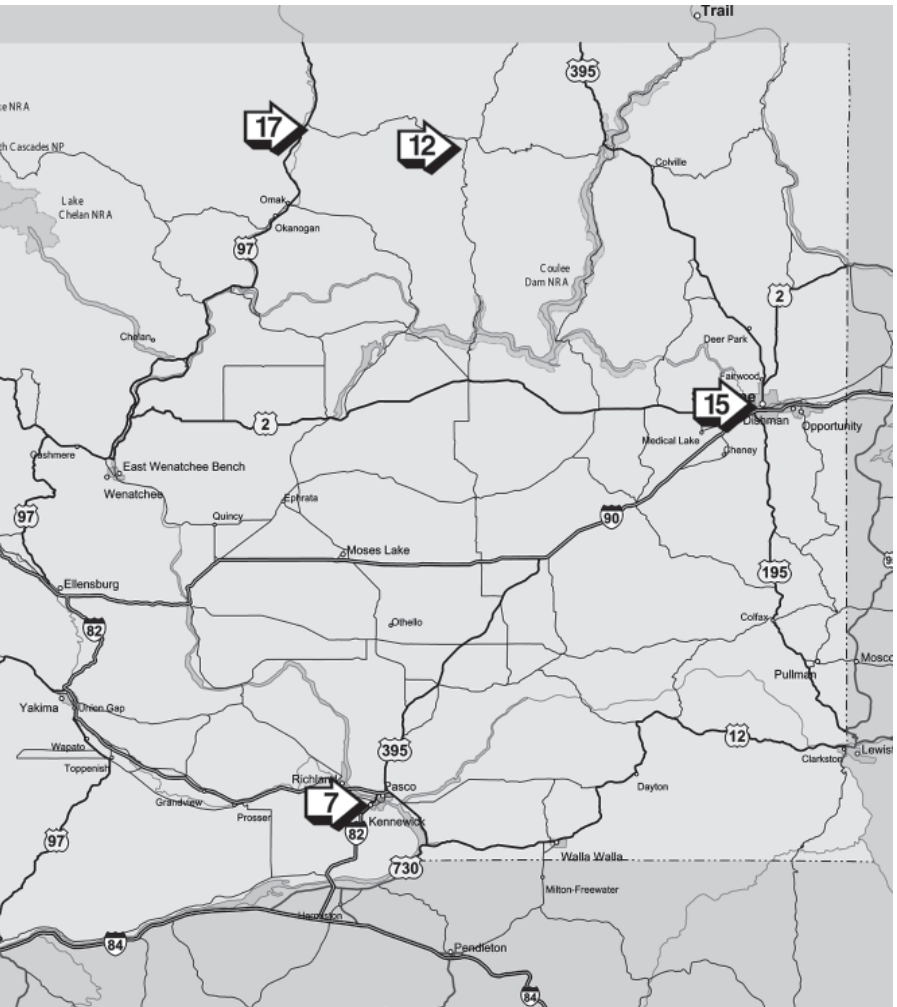 Trail
395
ke NRA
17
12
th Cascades NP
Colville
Lake
Chelan NRA
Omak
Okanogan
97
Coulee
Dam NRA
2
Chelan
Deer Park
Fairwood
15
e
2
Dishman
Opportunity
Medical Lake
Cheney
Cashmere
East Wenatchee Bench
Wenatchee
Ephrata
97
Quincy
90
Moses Lake
195
Ellensburg
82
Othello
Colfax
Mosco
Pullman
Yakima
Union Gap
12
Wapato
395
Lewist
Toppenish
Clarkston
Richland
Pasco
Dayton
Grandview
7
Prosser
Kennewick
82
97
Walla Walla
730
Milton-Freewater
Hermiston
84
Pendleton
84